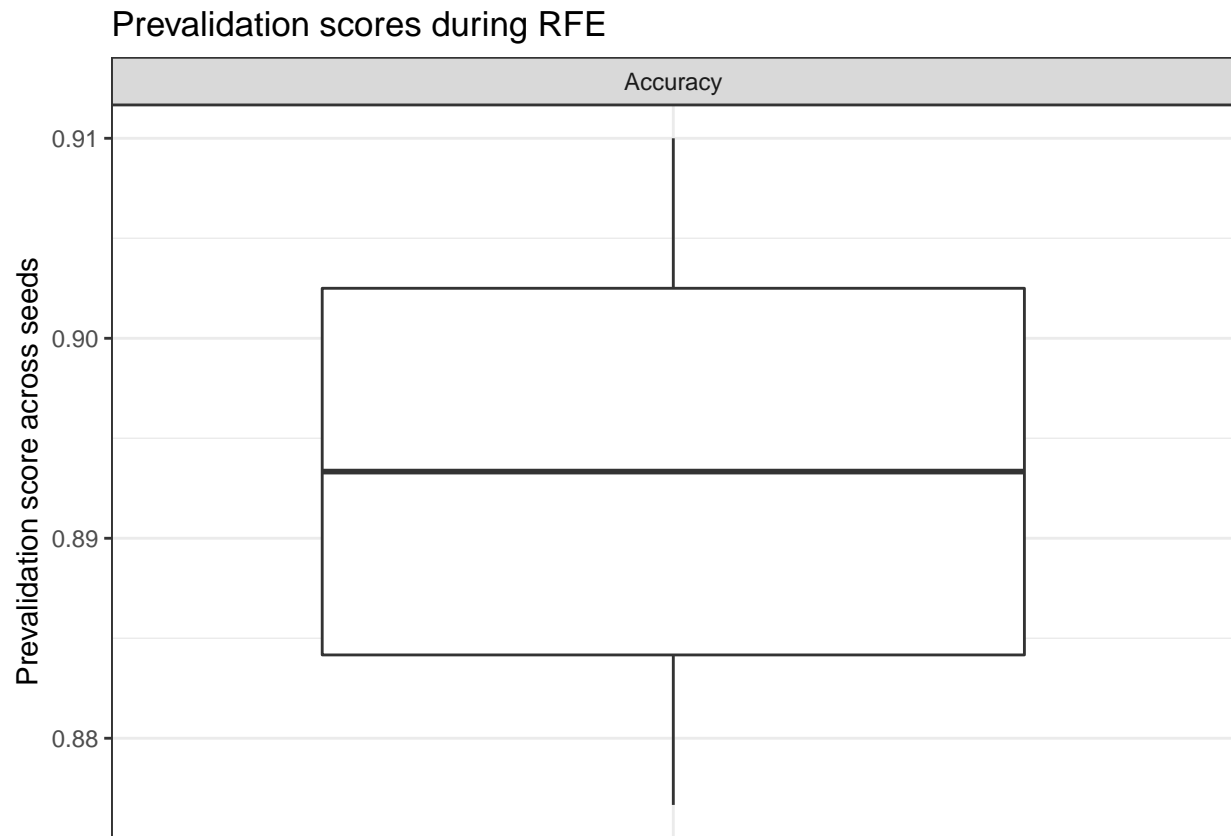 Prevalidation scores during RFE
Accuracy
0.91
0.90
0.89
0.88
Prevalidation score across seeds